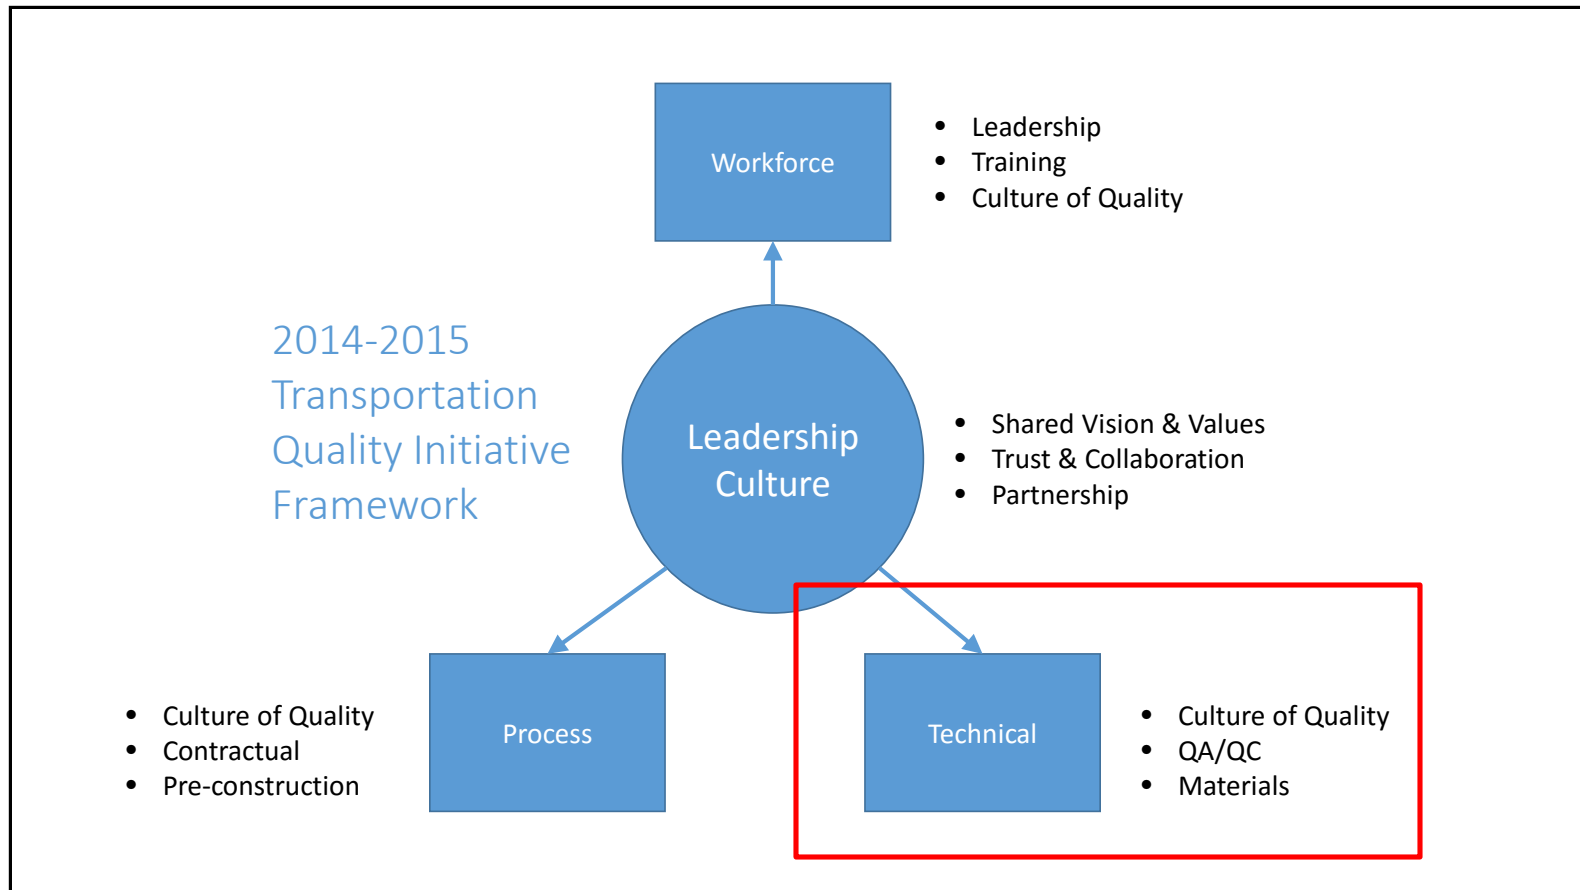 Workforce
• Leadership
• Training
• Culture of Quality
2014-2015
Transportation
Quality Initiative
Framework
Leadership
Culture
• Shared Vision & Values
• Trust & Collaboration
• Partnership
• Culture of Quality
• Contractual
• Pre-construction
Process
Technical
• Culture of Quality
• QA/QC
• Materials